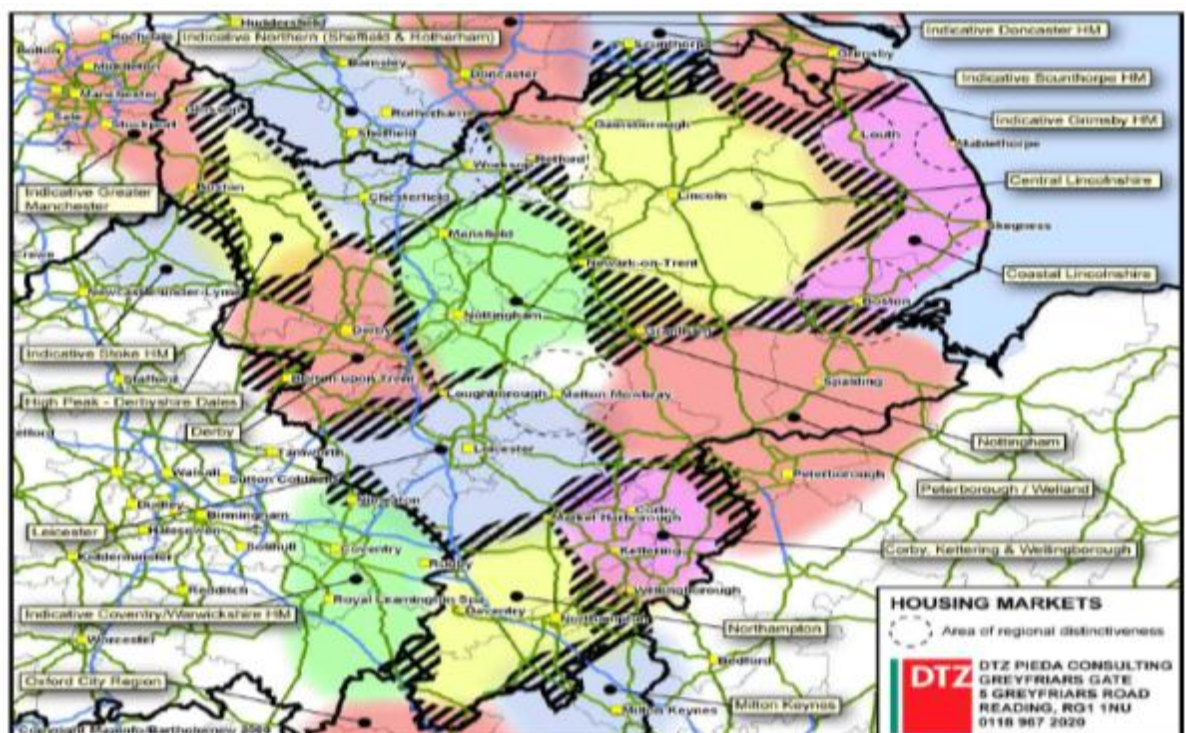 Huddersfield
Indicative Doncaster HM
Rochdale
Indicative Northern (Sheffield & Rotherham)
Bolton
Scunthorpe
Grimsby
Middleton
Barnsley
Doncaster
Indicative Scunthorpe HM
Manchester
Glossop
Rotherham
Sale
Stockport
Gainsborough
Indicative Grimsby HM
Sheffield
Louth
Mablethorpe
Worksop
Retford
Indicative Greater
Manchester
Buxton
Chesterfield
Lincoln
Central Lincolnshire
Mansfield
Skegness
Crewe
Newark-on-Trent
Coastal Lincolnshire
Newcastle-under-Lyme
Boston
Nottingham
Derby
Grantham
Indicative Stoke HM
Stafford
Burton upon Trent
Spalding
High Peak - Derbyshire Dales
Loughborough
Melton Mowbray
Derby
Nottingham
Tamworth
Leicester
Walsall
Sutton Coldfield
Peterborough
Peterborough / Welland
Nuneaton
Dudley
Birmingham
Corby
Market Harborough
Leicester
Halesowen
Coventry
Kettering
Corby, Kettering & Wellingborough
Kidderminster
Solihull
Rugby
Redditch
Royal Leamington Spa
Wellingborough
HOUSING MARKETS
Indicative Coventry/Warwickshire HM
Daventry
Northampton
Northampton
Area of regional distinctiveness
Worcester
Bedford
Oxford City Region
Milton Keynes
Milton Keynes
DTZ
DTZ PIEDA CONSULTING
GREYFRIARS GATE
5 GREYFRIARS ROAD
READING, RG1 1NU
0118 967 2020